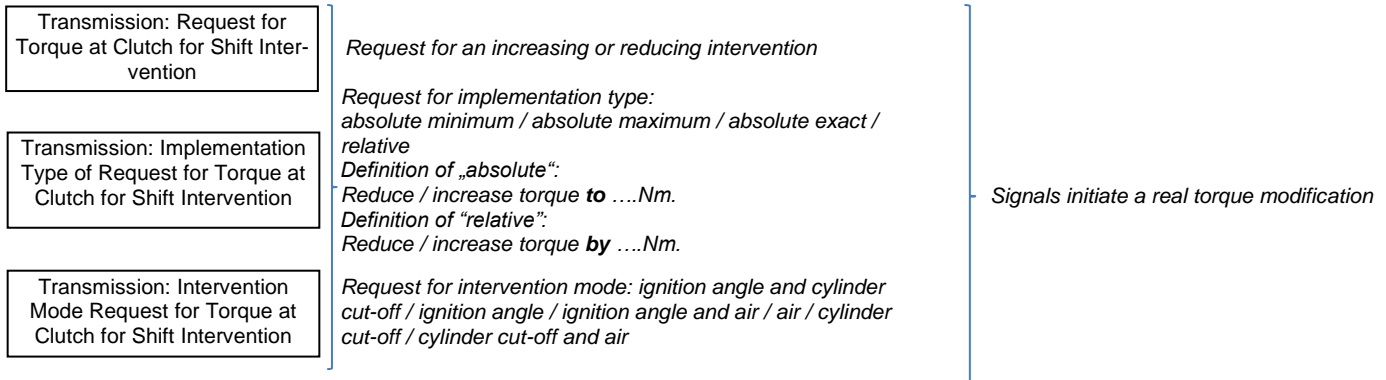 Transmission: Request for
Torque at Clutch for Shift Inter-
vention
Request for an increasing or reducing intervention
Request for implementation type:
absolute minimum / absolute maximum / absolute exact /
relative
Definition of „absolute“:
Reduce / increase torque to ….Nm.
Definition of “relative”:
Reduce / increase torque by ….Nm.
Transmission: Implementation
Type of Request for Torque at
Clutch for Shift Intervention
Signals initiate a real torque modification
Transmission: Intervention
Mode Request for Torque at
Clutch for Shift Intervention
Request for intervention mode: ignition angle and cylinder
cut-off / ignition angle / ignition angle and air / air / cylinder
cut-off / cylinder cut-off and air